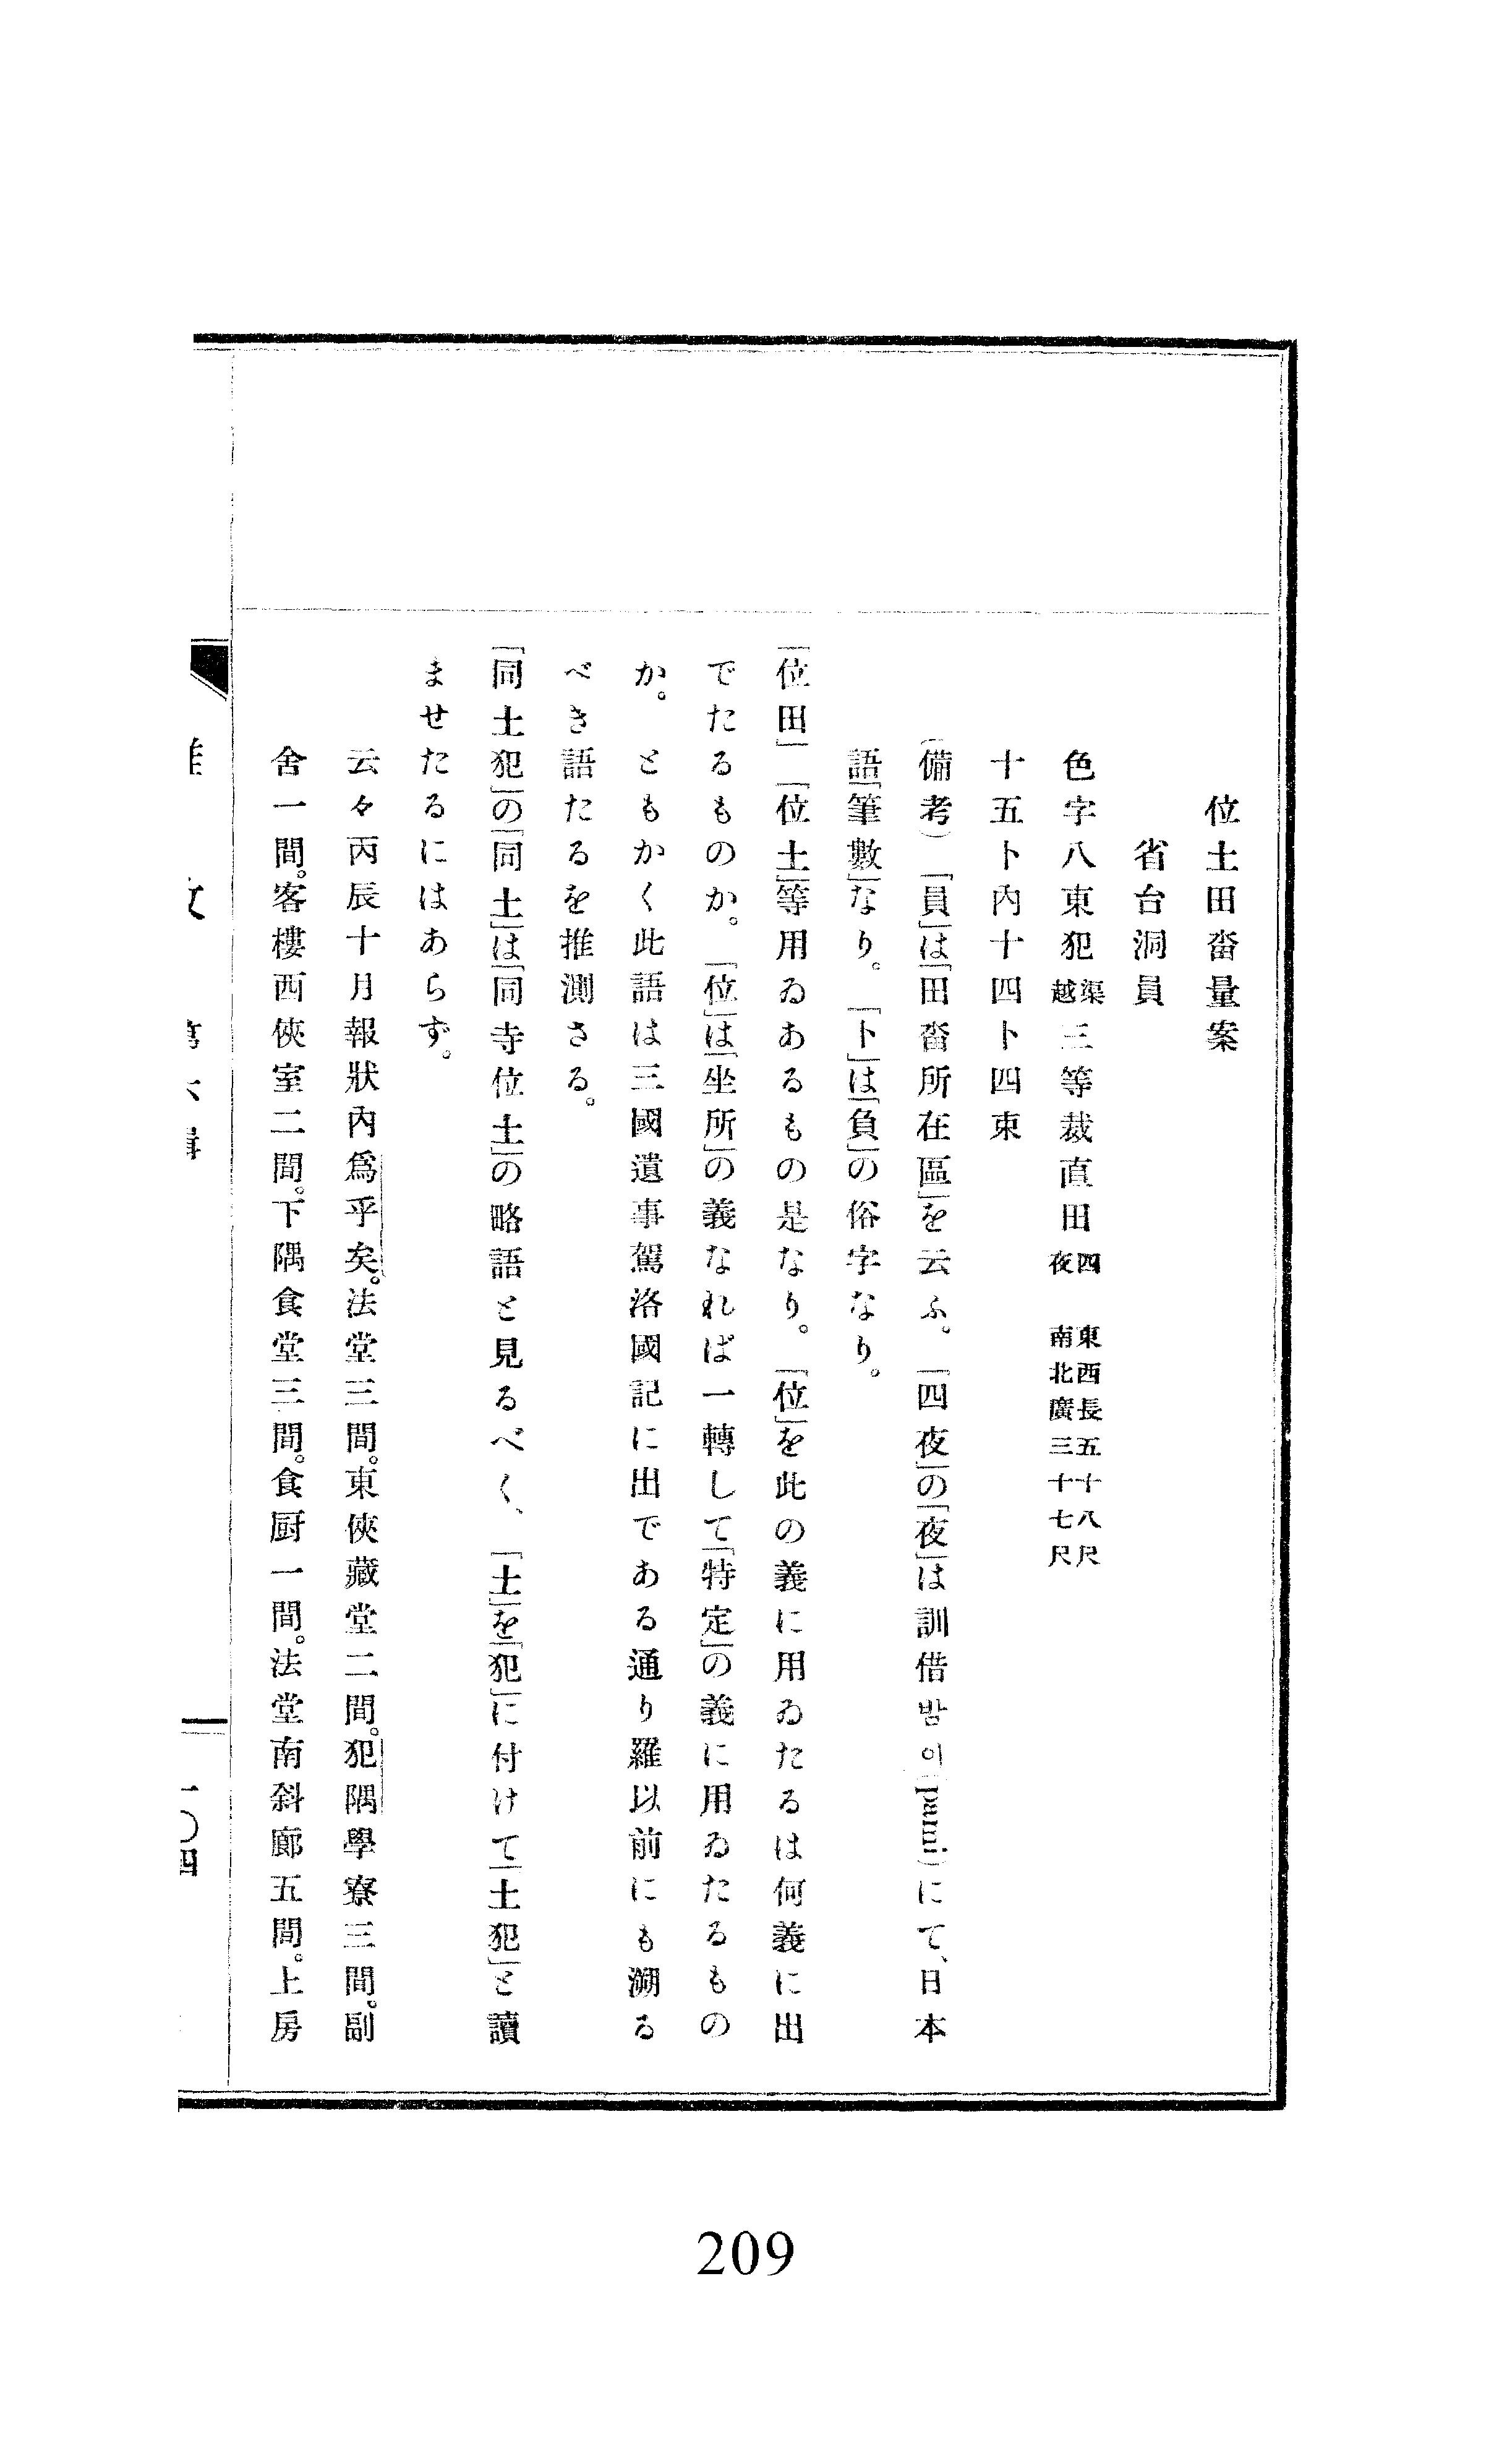 位土田畓量案
省台洞員
色字八東犯渠越三等裁直田四夜　東西長五十八尺南北廣三十七尺
十五卜內十四卜四束
（備考）「員」は「田畓所在區」を云ふ。「四夜」の「夜」は訓借밤이にて、日本
語「筆數」なり。「卜」は「負」の俗字なり。
「位田」「位土」等用ゐあるもの是なり。「位」を此の義に用ゐたるは何義に出
でたるものか。「位」は「坐所」の義なれば一轉して「特定」の義に用ゐたるもの
か。ともかく此語は三國遺事駕洛國記に出である通り羅以前にも溯る
べき語たるを推測さる。
「同土犯」の「同土」は「同寺位土」の略語と見るべく、「土」を「犯」に付けて「土犯」と讀
ませたるにはあらず。
云々丙辰十月報狀內爲乎矣。法堂三間。東俠藏堂二間。犯隅學寮三間。副
舍一間。客樓西俠室二間。下隅食堂三間。食厨一間。法堂南斜廊五間。上房
一〇四
209